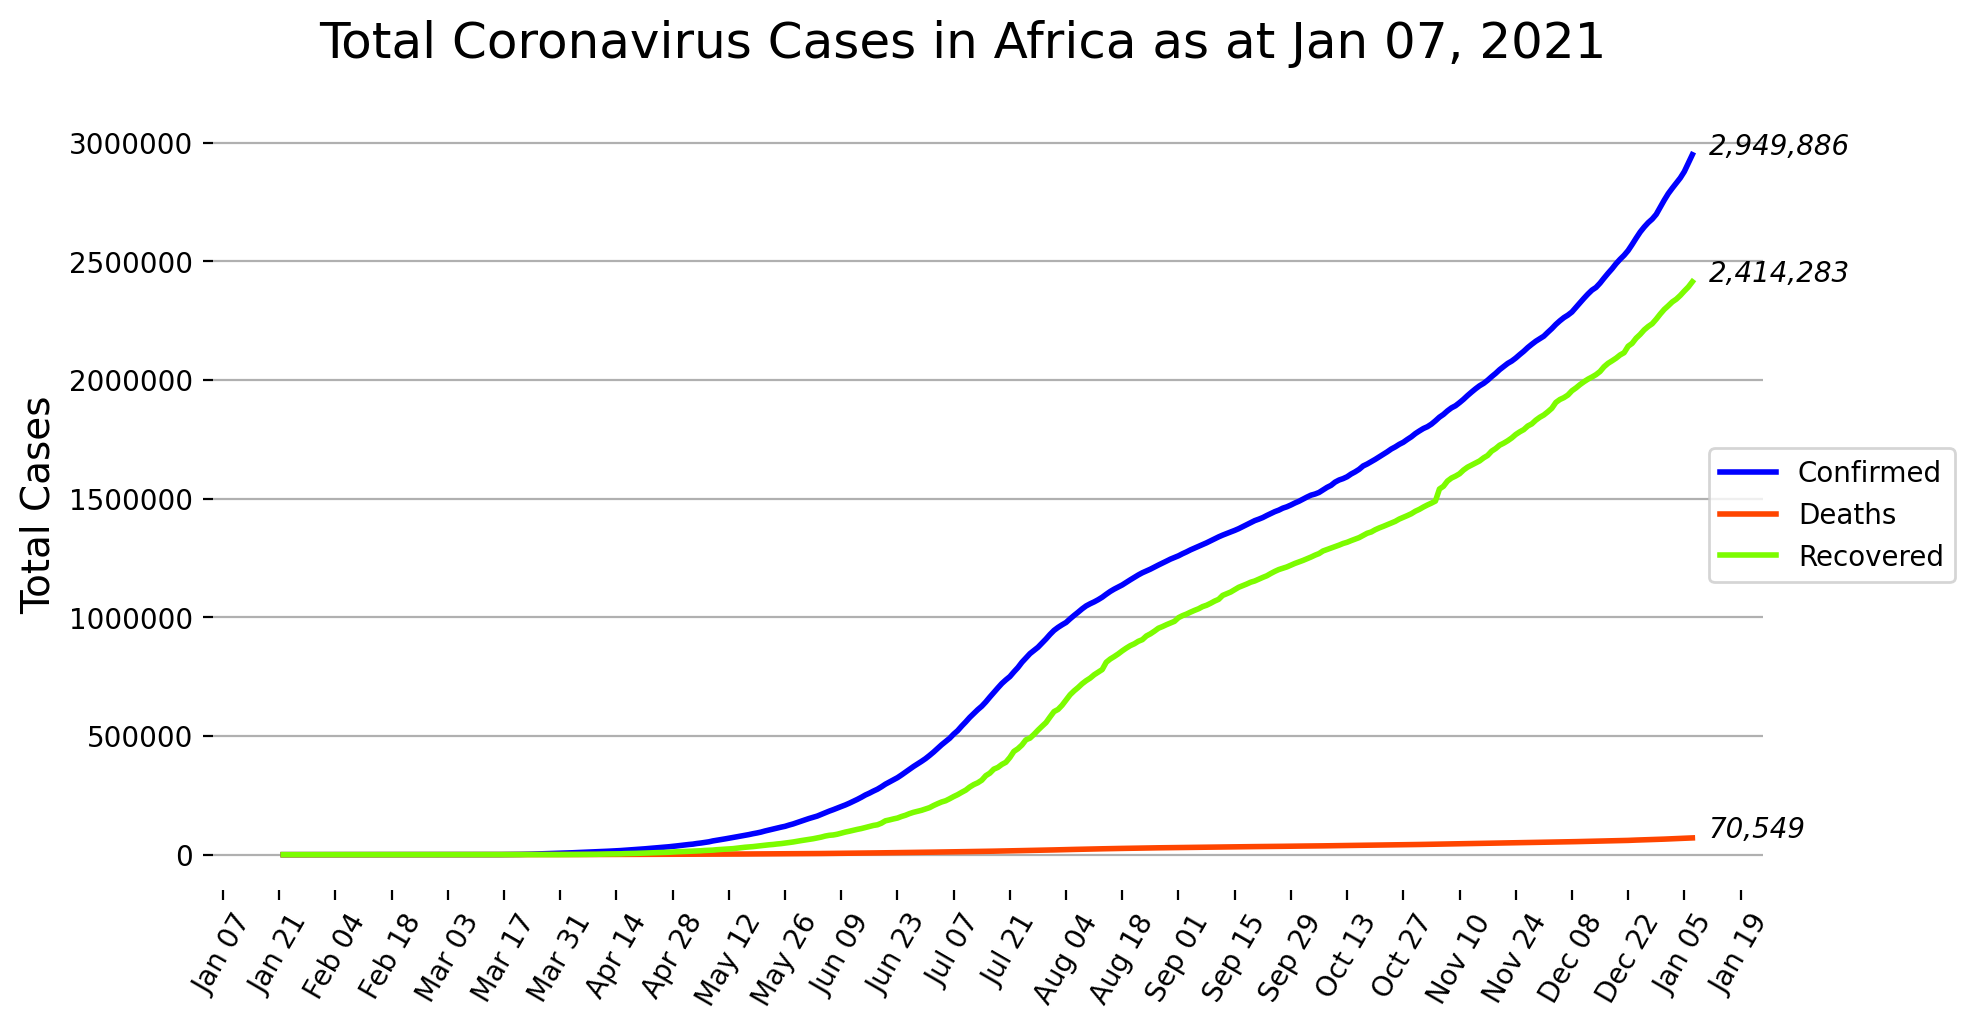 Total Coronavirus Cases in Africa as at Jan 07, 2021
Total Cases
3000000
2500000
2000000
1500000
1000000
500000
0
2,949,886
2,414,283
70,549
Confirmed
Deaths
Recovered
Jan 07
Jan 21
Feb 04
Feb 18
Mar 03
Mar 17
Mar 31
Apr 14
Apr 28
May 12
May 26
Jun 09
Jun 23
Jul 07
Jul 21
Aug 04
Aug 18
Sep 01
Sep 15
Sep 29
Oct 13
Oct 27
Nov 10
Nov 24
Dec 08
Dec 22
Jan 05
Jan 19